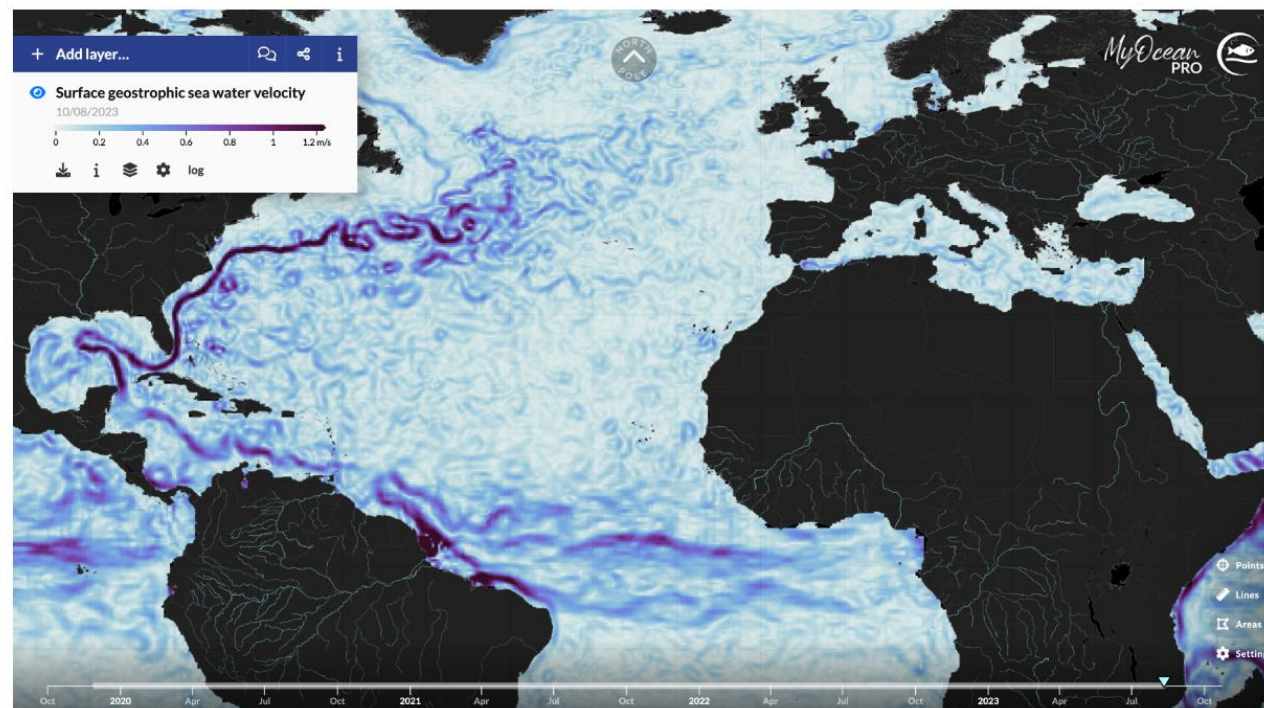 + Add layer...
i
Surface geostrophic sea water velocity
10/08/2023
0 0.2 0.4 0.6 0.8 1 1.2 m/s
i log
NORTH
POLE
MyOcean
PRO
Points
Lines
Areas
Setting
Oct 2020 Apr Jul Oct 2021 Apr Jul Oct 2022 Apr Jul Oct 2023 Apr Jul Oct